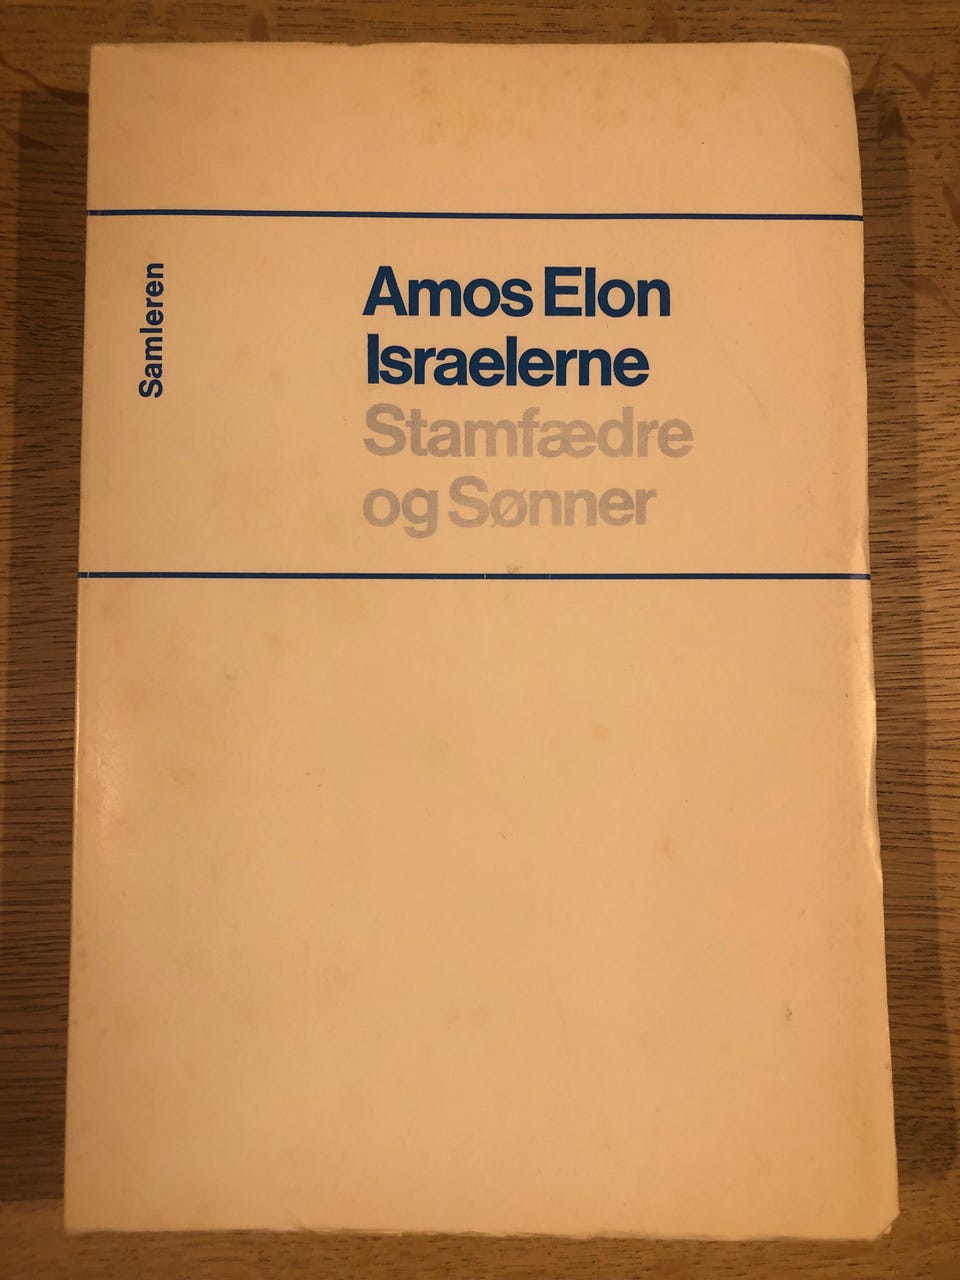 Samleren
Amos Elon
Israelerne
Stamfædre
og Sønner